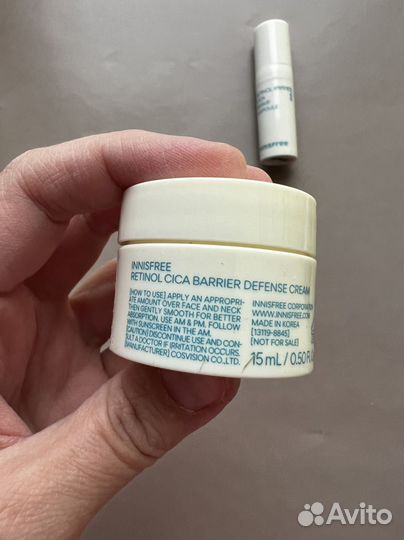 innisfree
INNISFREE
RETINOL CICA BARRIER DEFENSE CREAM
[HOW TO USE] APPLY AN APPROPRI-
ATE AMOUNT OVER FACE AND NECK
THEN GENTLY SMOOTH FOR BETTER
ABSORPTION. USE AM & PM. FOLLOW
WITH SUNSCREEN IN THE AM.
[CAUTION] DISCONTINUE USE AND CON-
SULT A DOCTOR IF IRRITATION OCCURS.
[MANUFACTURER] COSVISION CO.,LTD.
INNISFREE CORPORATION
WWW.INNISFREE.COM
MADE IN KOREA
[13119-8845]
[NOT FOR SALE]
15 mL / 0.50 FL.
Avito